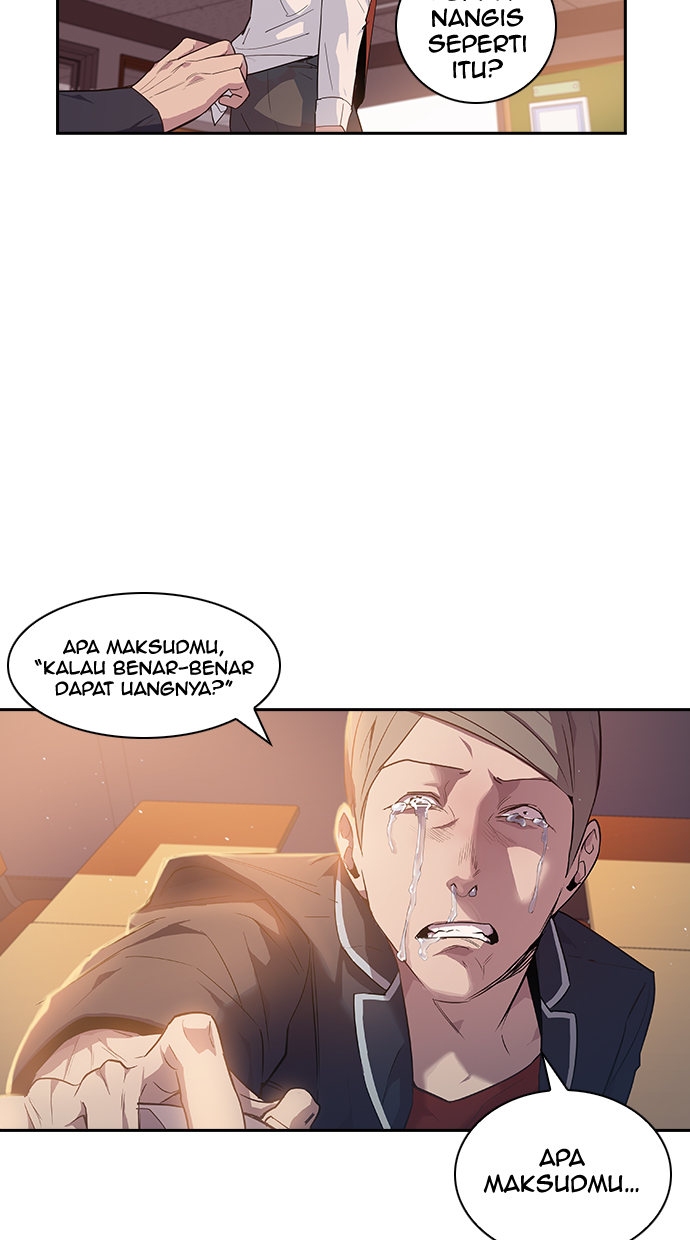 NANGIS
SEPERTI
ITU?
APA MAKSUDMU,
"KALAU BENAR-BENAR
DAPAT UANGNYA?"
APA
MAKSUDMU...